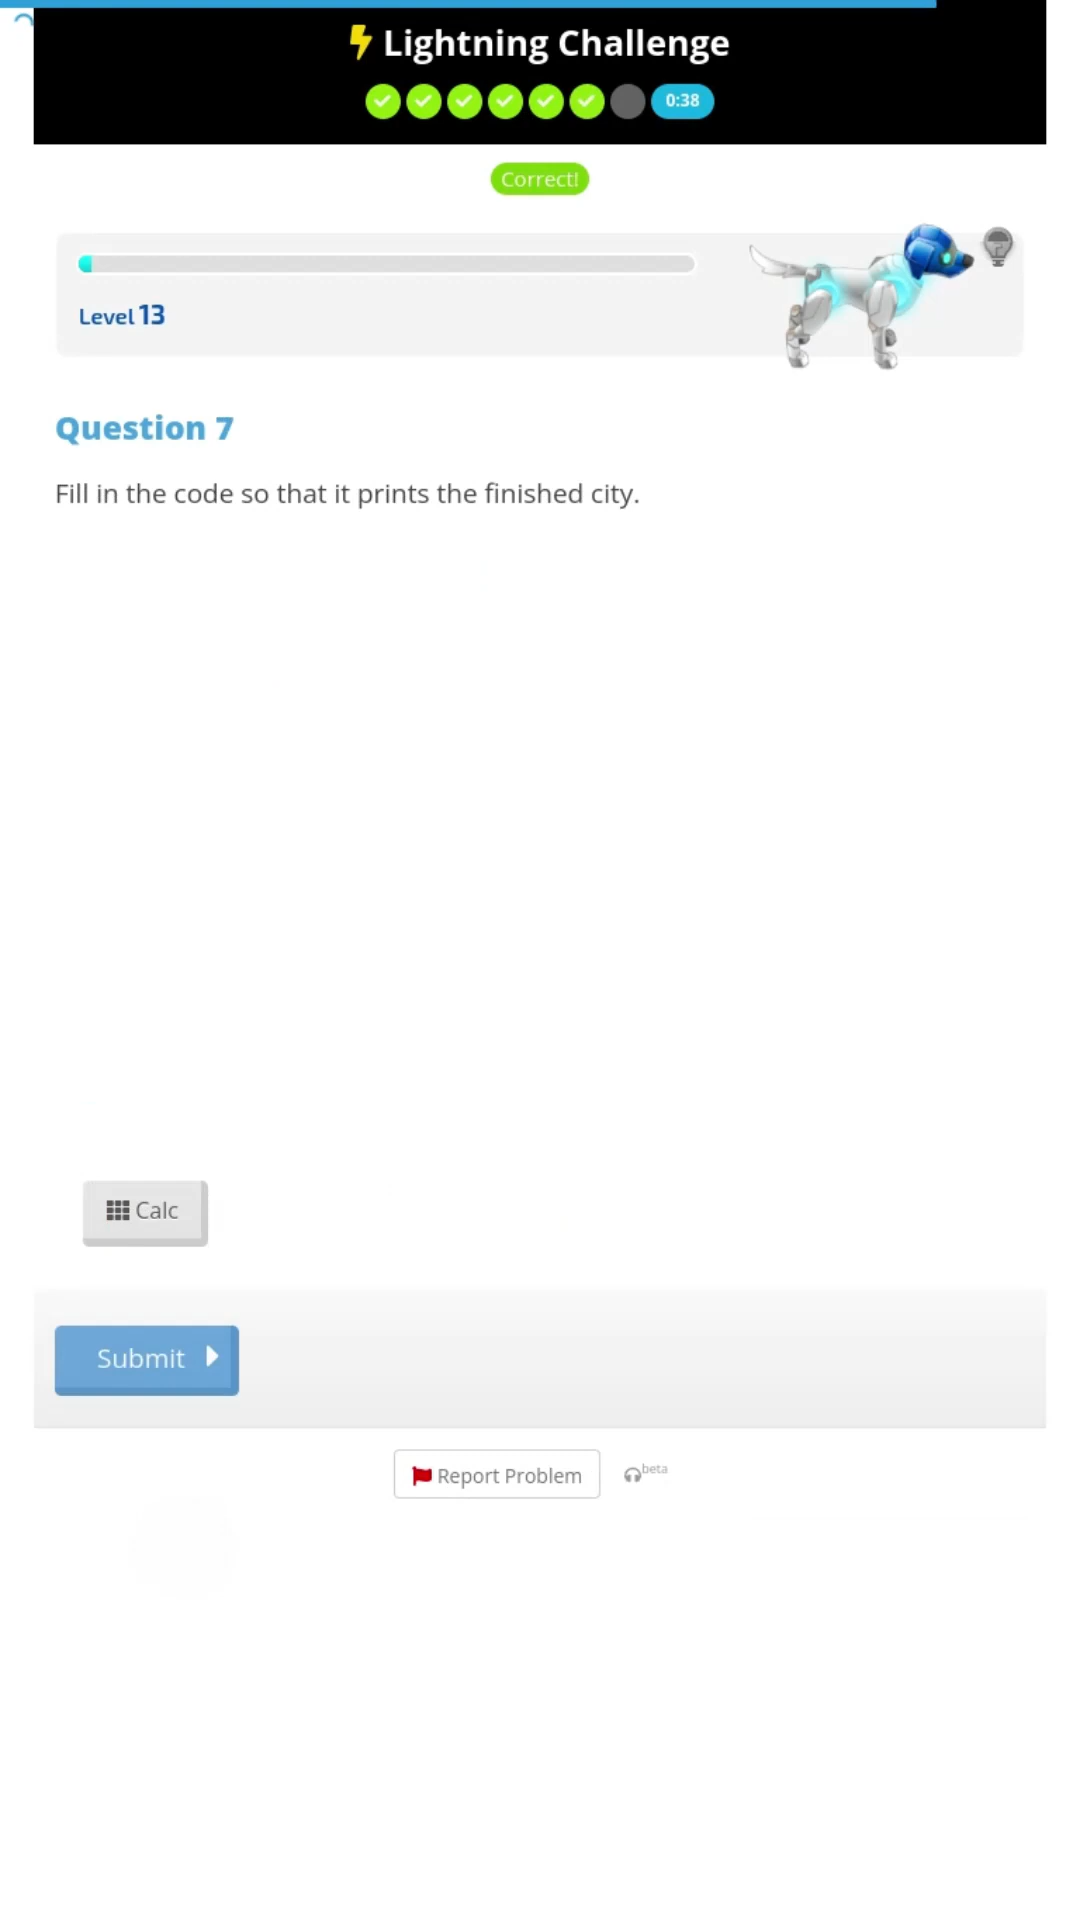 Lightning Challenge
0:38
Correct!
Level 13
Question 7
Fill in the code so that it prints the finished city.
Calc
Submit
Report Problem
beta